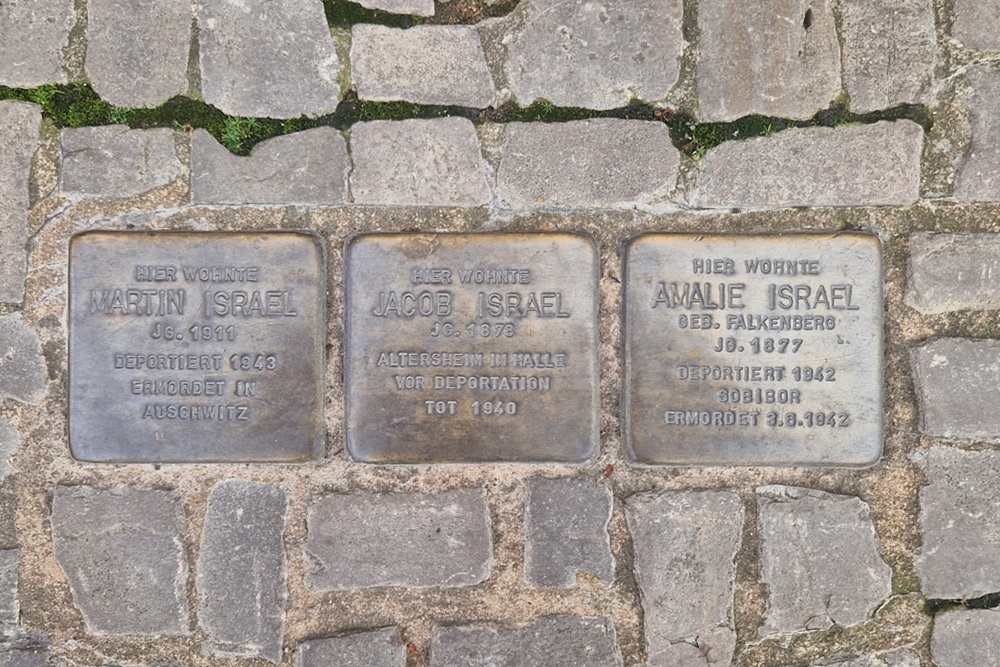 HIER WOHNTE
MARTIN ISRAEL
JG. 1911
DEPORTIERT 1943
ERMORDET IN
AUSCHWITZ
HIER WOHNTE
JACOB ISRAEL
JG. 1873
ALTERSHEIM IN HALLE
VOR DEPORTATION
TOT 1940
HIER WOHNTE
AMALIE ISRAEL
GEB. FALKENBERG
JG. 1877
DEPORTIERT 1942
SOBIBOR
ERMORDET 3.6.1942